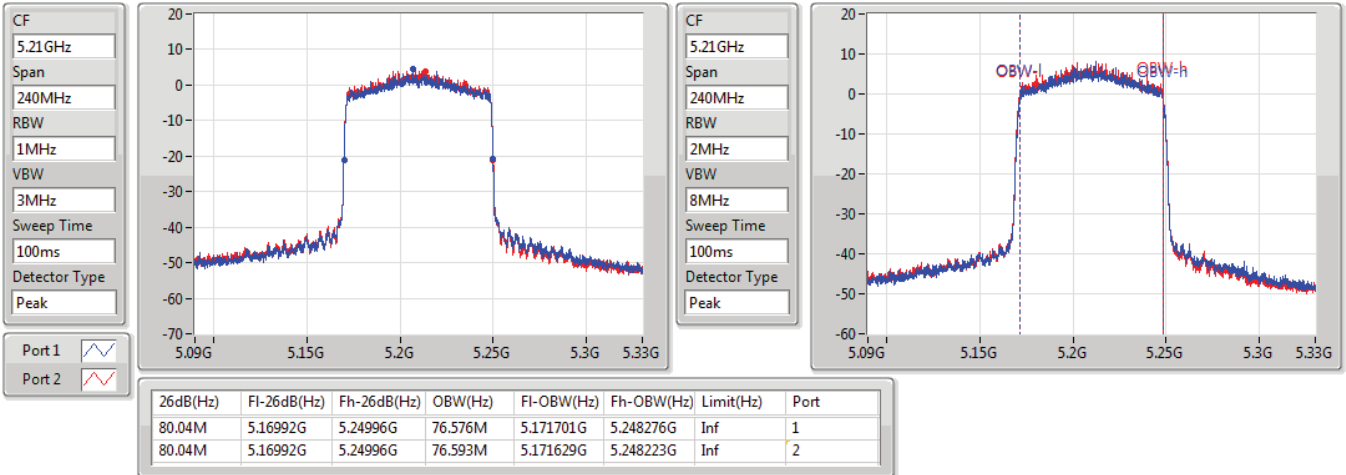 CF
5.21GHz
Span
240MHz
RBW
1MHz
VBW
3MHz
Sweep Time
100ms
Detector Type
Peak
Port 1
Port 2
20
10
0
-10
-20
-30
-40
-50
-60
-70
5.09G 5.15G 5.2G 5.25G 5.3G 5.33G
CF
5.21GHz
Span
240MHz
RBW
2MHz
VBW
8MHz
Sweep Time
100ms
Detector Type
Peak
20
10
0
-10
-20
-30
-40
-50
-60
OBW-l OBW-h
OBW-l OBW-h
5.09G 5.15G 5.2G 5.25G 5.3G 5.33G
26dB(Hz) Fl-26dB(Hz) Fh-26dB(Hz) OBW(Hz) Fl-OBW(Hz) Fh-OBW(Hz) Limit(Hz) Port
80.04M 5.16992G 5.24996G 76.576M 5.171701G 5.248276G Inf 1
80.04M 5.16992G 5.24996G 76.593M 5.171629G 5.248223G Inf 2